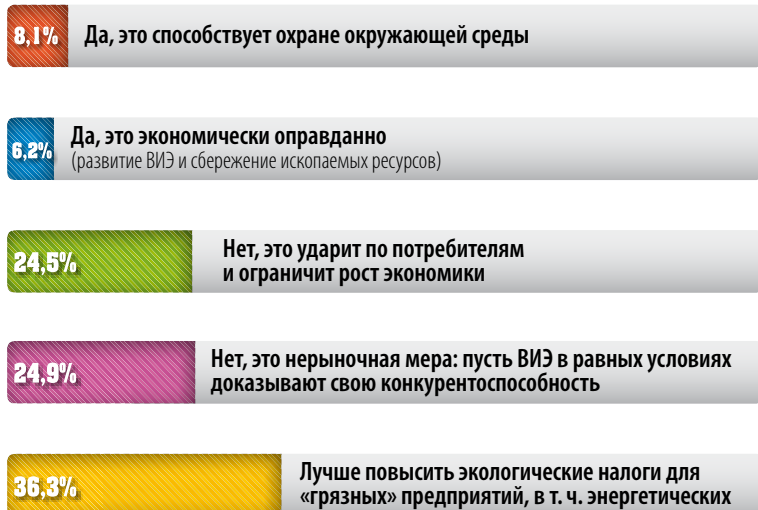 8,1% Да, это способствует охране окружающей среды
6,2% Да, это экономически оправданно
(развитие ВИЭ и сбережение ископаемых ресурсов)
24,5% Нет, это ударит по потребителям
и ограничит рост экономики
24,9% Нет, это нерыночная мера: пусть ВИЭ в равных условиях
доказывают свою конкурентоспособность
36,3% Лучше повысить экологические налоги для
«грязных» предприятий, в т. ч. энергетических